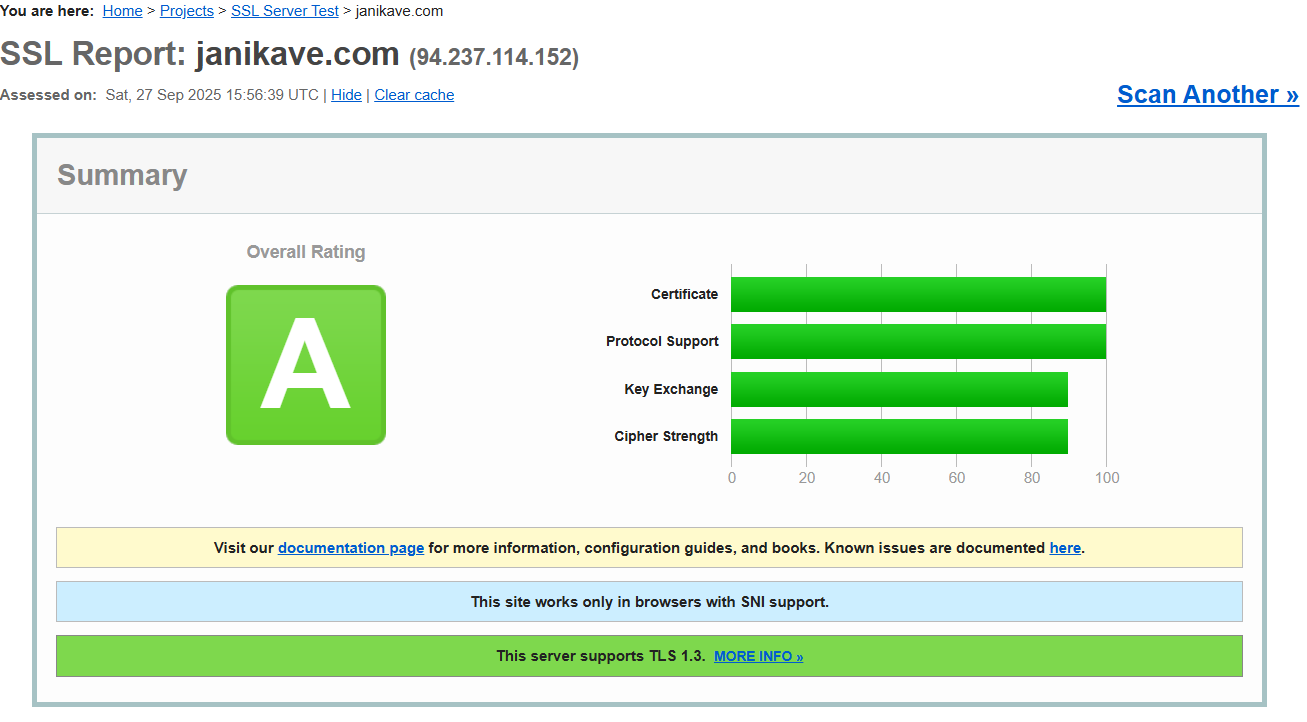 You are here: Home > Projects > SSL Server Test > janikave.com
SSL Report: janikave.com (94.237.114.152)
Assessed on: Sat, 27 Sep 2025 15:56:39 UTC | Hide | Clear cache
Scan Another »
Summary
Overall Rating
A
Certificate
Protocol Support
Key Exchange
Cipher Strength
0 20 40 60 80 100
Visit our documentation page for more information, configuration guides, and books. Known issues are documented here.
This site works only in browsers with SNI support.
This server supports TLS 1.3. MORE INFO »